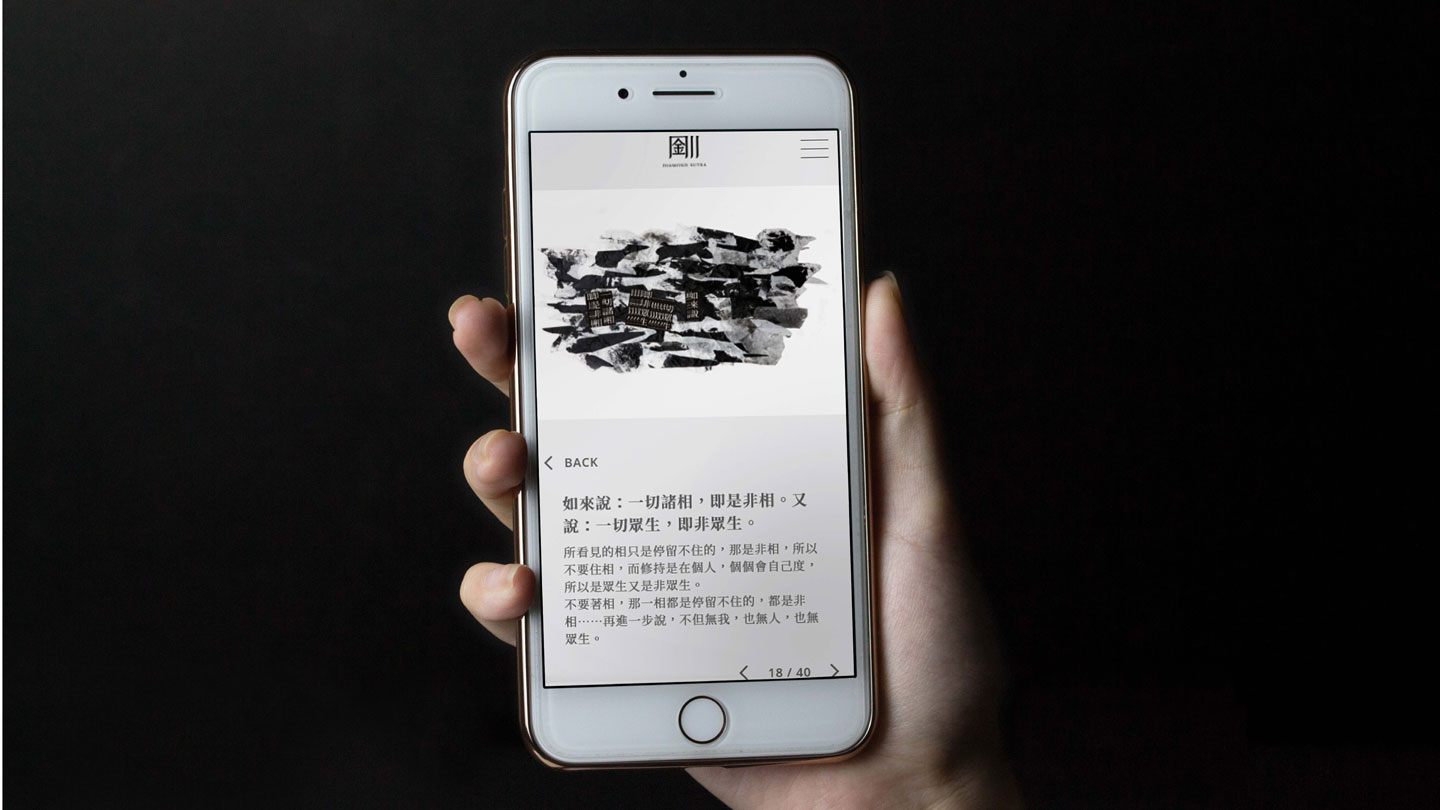 金剛
DIAMOND SUTRA
如來說
BACK
如來說：一切諸相，即是非相。又
說：一切眾生，即非眾生。
所看見的相只是停留不住的，那是非相，所以
不要住相，而修持是在個人，個個會自己度，
所以是眾生又是非眾生。
不要著相，那一相都是停留不住的，都是非
相……再進一步說，不但無我，也無人，也無
眾生。
18 / 40